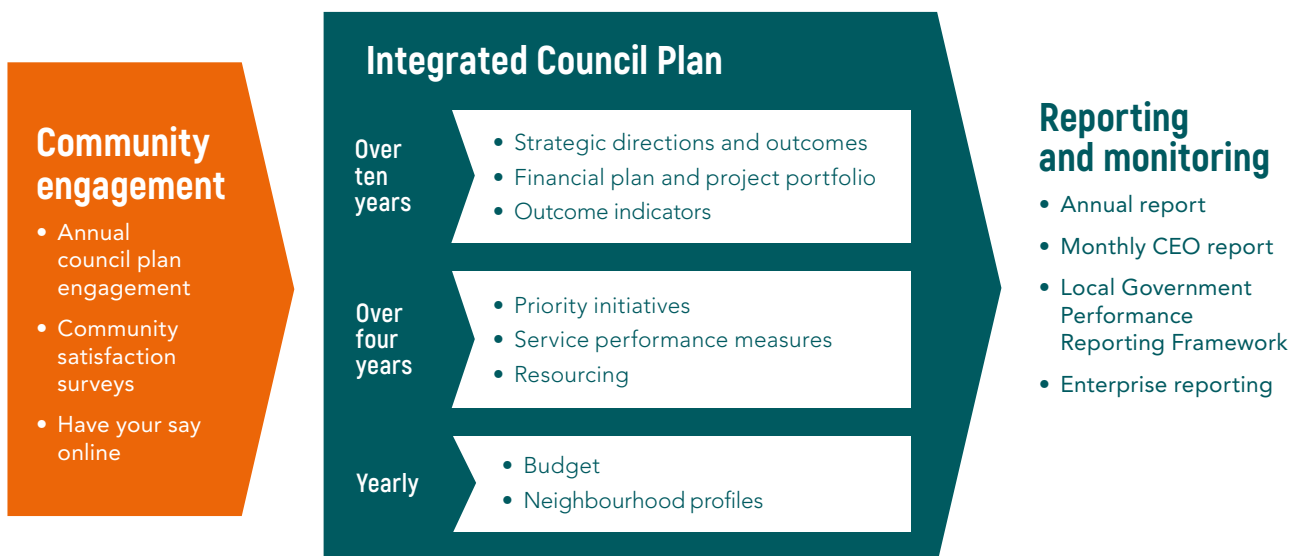 Community
engagement
• Annual
council plan
engagement
• Community
satisfaction
surveys
• Have your say
online
Integrated Council Plan
Over
ten
years
• Strategic directions and outcomes
• Financial plan and project portfolio
• Outcome indicators
Over
four
years
• Priority initiatives
• Service performance measures
• Resourcing
Yearly
• Budget
• Neighbourhood profiles
Reporting
and monitoring
• Annual report
• Monthly CEO report
• Local Government
Performance
Reporting Framework
• Enterprise reporting